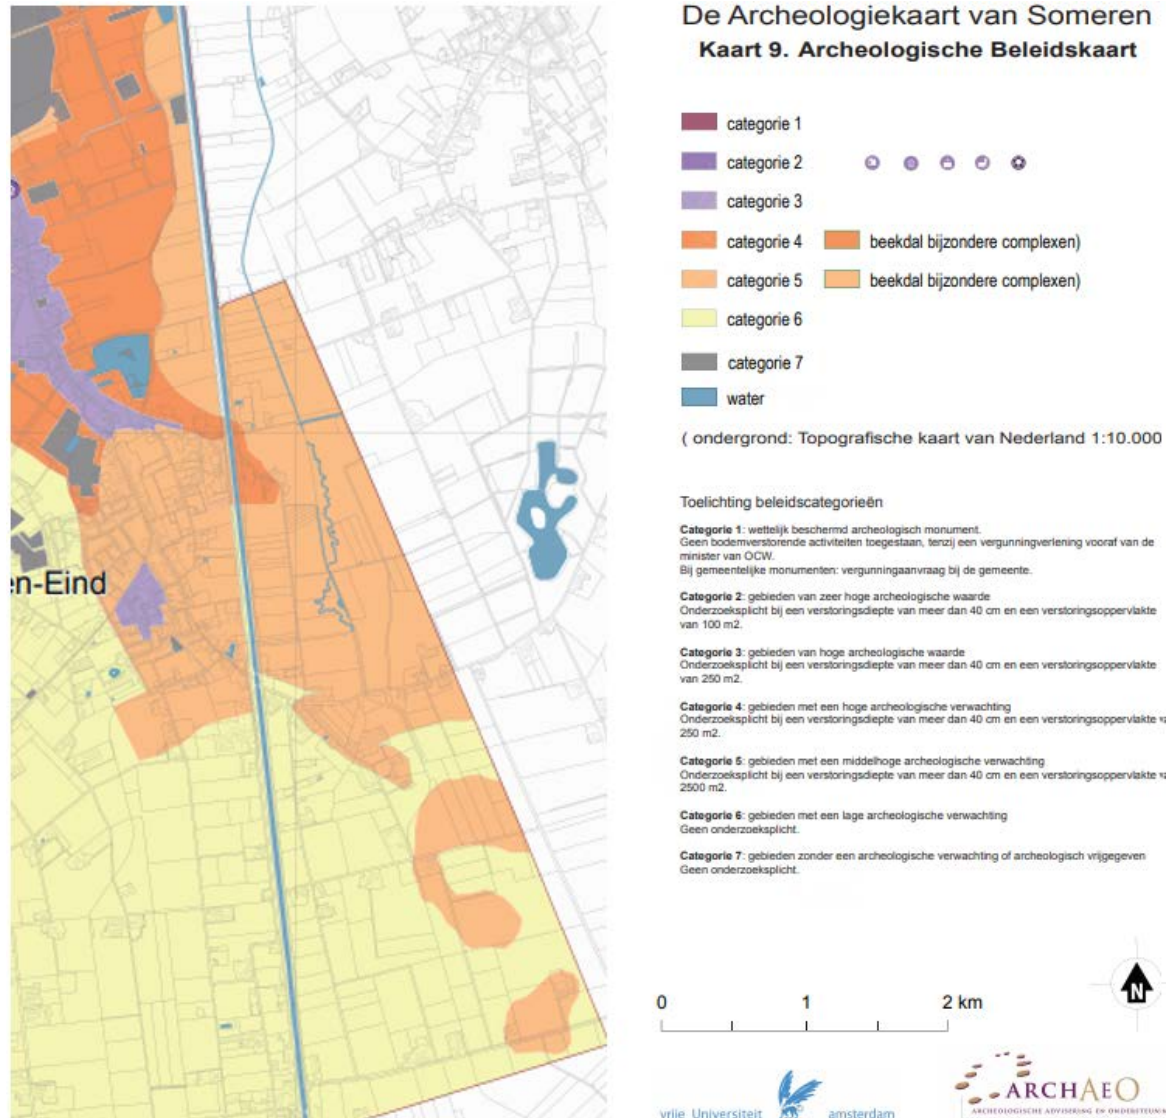 De Archeologiekaart van Someren
Kaart 9. Archeologische Beleidskaart
categorie 1
categorie 2
categorie 3
categorie 4
beekdal bijzondere complexen)
categorie 5
beekdal bijzondere complexen)
categorie 6
categorie 7
water
( ondergrond: Topografische kaart van Nederland 1:10.000
Toelichting beleidscategorieën
Categorie 1: wettelijk beschermd archeologisch monument.
Geen bodemverstorende activiteiten toegestaan, tenzij een vergunningverlening vooraf van de
minister van OCW.
Bij gemeentelijke monumenten: vergunningaanvraag bij de gemeente.
Categorie 2: gebieden van zeer hoge archeologische waarde
Onderzoeksplicht bij een verstoringsdiepte van meer dan 40 cm en een verstoringsoppervlakte
van 100 m2.
Categorie 3: gebieden van hoge archeologische waarde
Onderzoeksplicht bij een verstoringsdiepte van meer dan 40 cm en een verstoringsoppervlakte
van 250 m2.
Categorie 4: gebieden met een hoge archeologische verwachting
Onderzoeksplicht bij een verstoringsdiepte van meer dan 40 cm en een verstoringsoppervlakte
250 m2.
Categorie 5: gebieden met een middelhoge archeologische verwachting
Onderzoeksplicht bij een verstoringsdiepte van meer dan 40 cm en een verstoringsoppervlakte
2500 m2.
Categorie 6: gebieden met een lage archeologische verwachting
Geen onderzoeksplicht.
Categorie 7: gebieden zonder een archeologische verwachting of archeologisch vrijgegeven
Geen onderzoeksplicht.
en-Eind
0 1 2 km
N
vrije Universiteit amsterdam
ARCHAEO
ARCHEOLOGISCHE ADVISERING EN